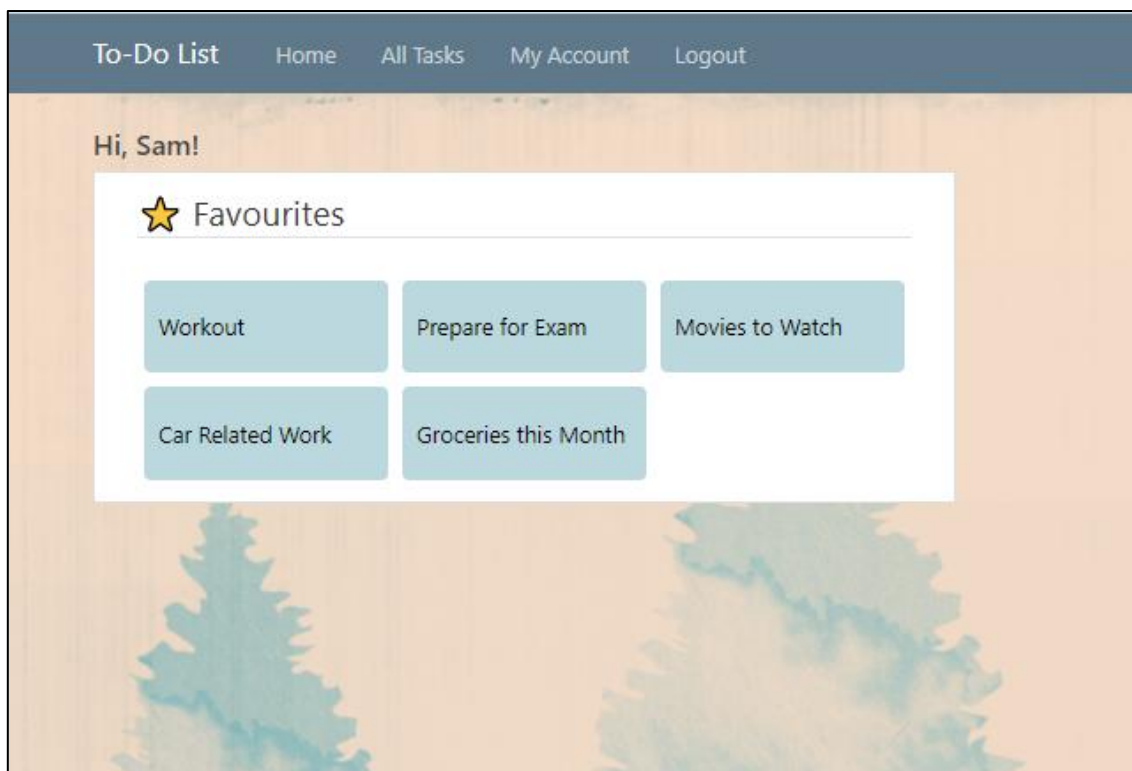 To-Do List Home All Tasks My Account Logout
Hi, Sam!
Favourites
Workout Prepare for Exam Movies to Watch
Car Related Work Groceries this Month